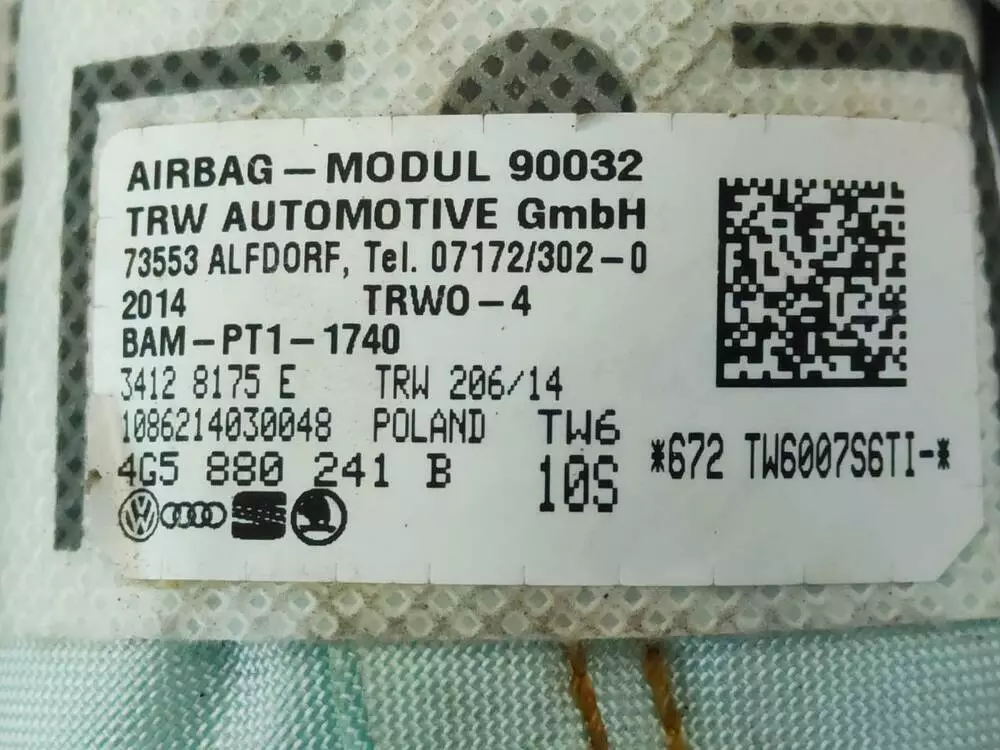 AIRBAG – MODUL 90032
TRW AUTOMOTIVE GmbH
73553 ALFDORF, Tel. 07172/302–0
2014 TRWO–4
BAM–PT1–1740
3412 8175 E TRW 206/14
1086214030048 POLAND TW6
4G5 880 241 B 10S
*672 TW6007S6TI-*